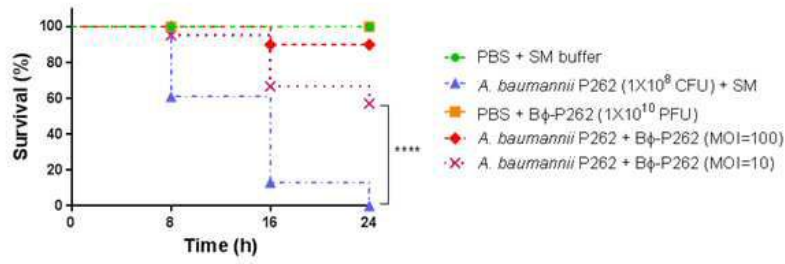 Survival (%)
100
80
60
40
20
0
0
8
16
24
Time (h)
****
PBS + SM buffer
A. baumannii P262 (1X10⁸ CFU) + SM
PBS + Bϕ-P262 (1X10¹⁰ PFU)
A. baumannii P262 + Bϕ-P262 (MOI=100)
A. baumannii P262 + Bϕ-P262 (MOI=10)